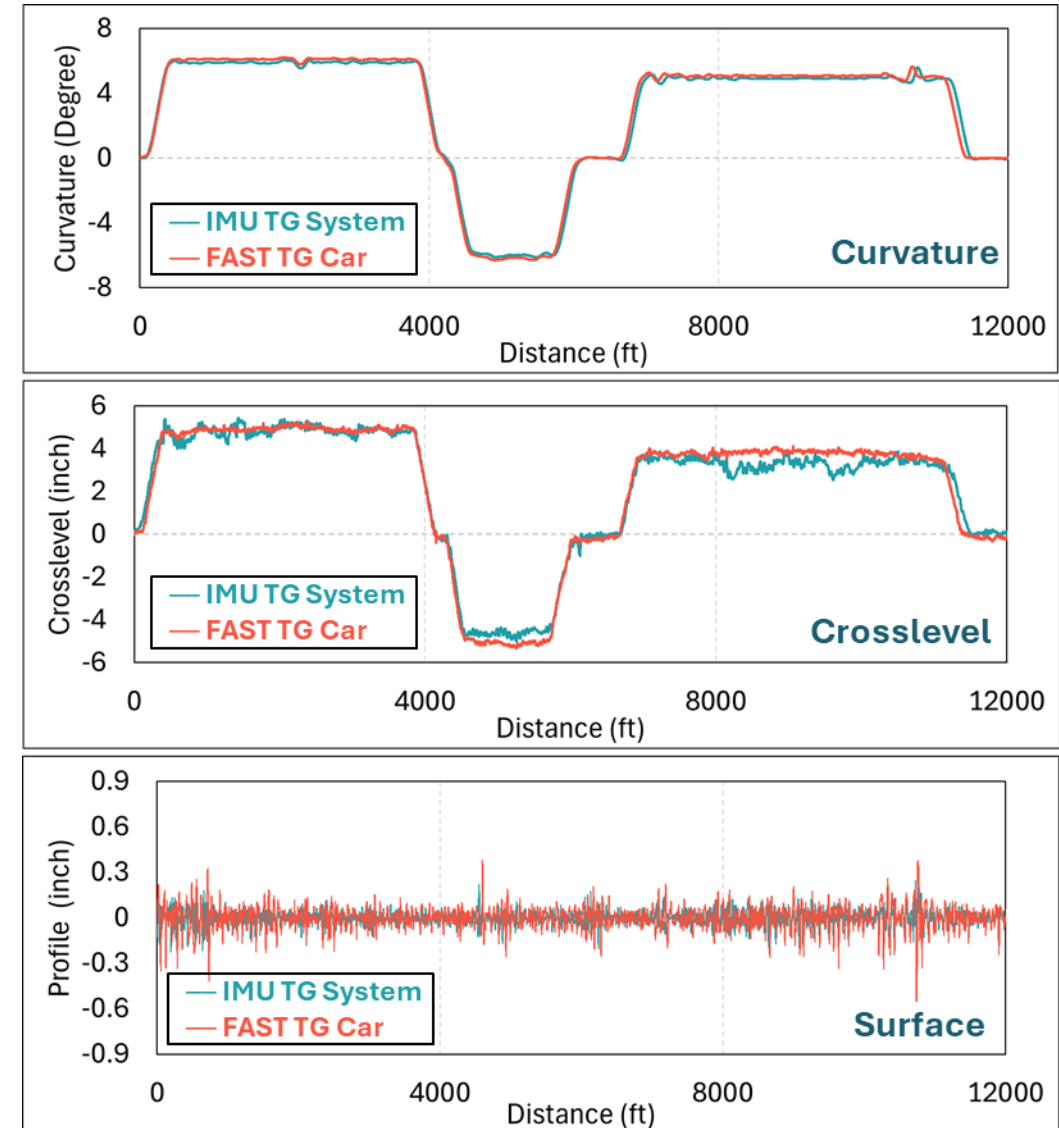 Curvature (Degree)
8
4
0
-4
-8
IMU TG System
FAST TG Car
Curvature
0 4000 8000 12000
Distance (ft)
Crosslevel (inch)
6
4
2
0
-2
-4
-6
IMU TG System
FAST TG Car
Crosslevel
0 4000 8000 12000
Distance (ft)
Profile (inch)
0.9
0.6
0.3
0
-0.3
-0.6
-0.9
IMU TG System
FAST TG Car
Surface
0 4000 8000 12000
Distance (ft)